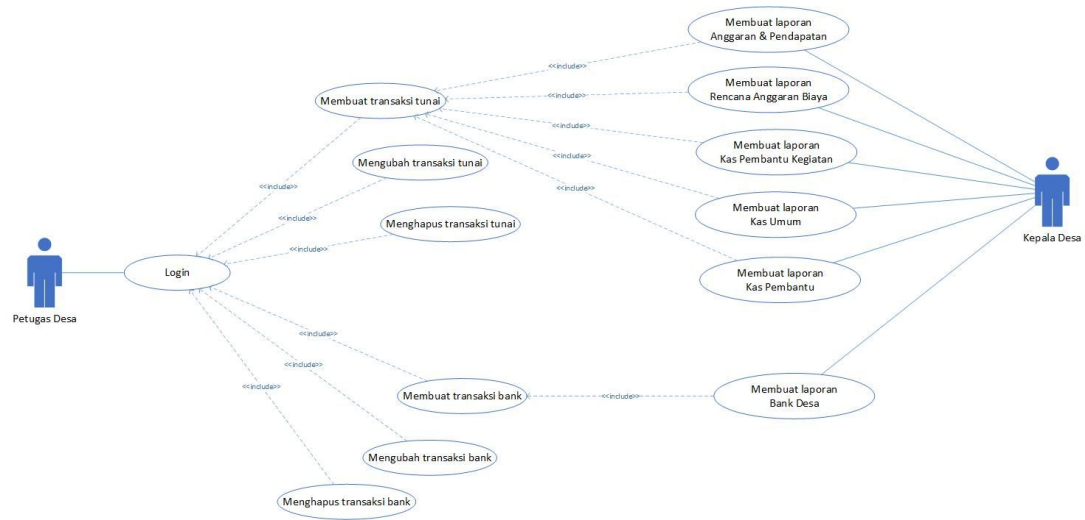 Membuat laporan
Anggaran & Pendapatan
<<include>>
Membuat laporan
Rencana Anggaran Biaya
<<include>>
Membuat transaksi tunai
Membuat laporan
Kas Pembantu Kegiatan
<<include>>
Mengubah transaksi tunai
<<include>>
<<include>>
<<include>>
Membuat laporan
Kas Umum
<<include>>
Menghapus transaksi tunai
Kepala Desa
<<include>>
Login
Membuat laporan
Kas Pembantu
Petugas Desa
<<include>>
<<include>>
<<include>>
Membuat transaksi bank
<<include>>
Membuat laporan
Bank Desa
Mengubah transaksi bank
Menghapus transaksi bank